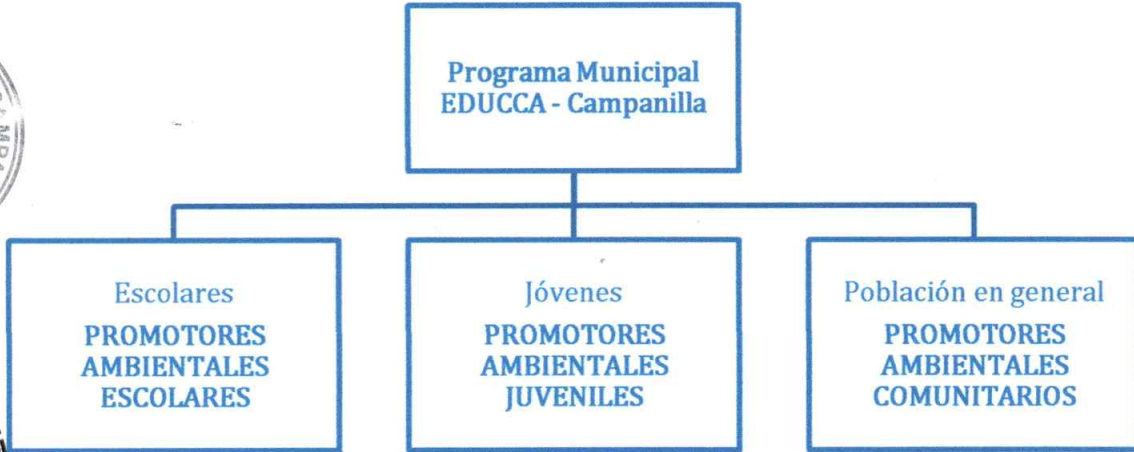 Programa Municipal
EDUCCA - Campanilla
Escolares
PROMOTORES
AMBIENTALES
ESCOLARES
Jóvenes
PROMOTORES
AMBIENTALES
JUVENILES
Población en general
PROMOTORES
AMBIENTALES
COMUNITARIOS